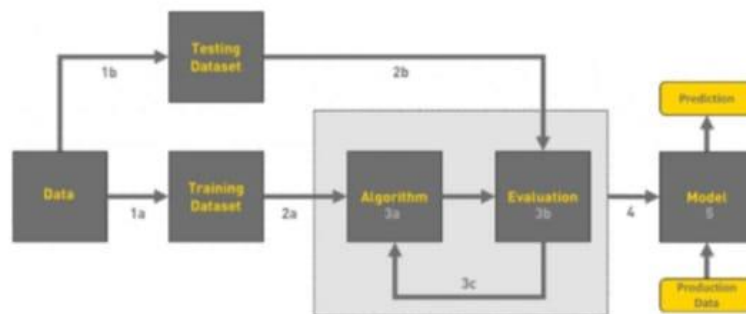 Testing
Dataset
1b
2b
Prediction
Data
1a
Training
Dataset
2a
Algorithm
3a
Evaluation
3b
4
Model
5
3c
Production
Data